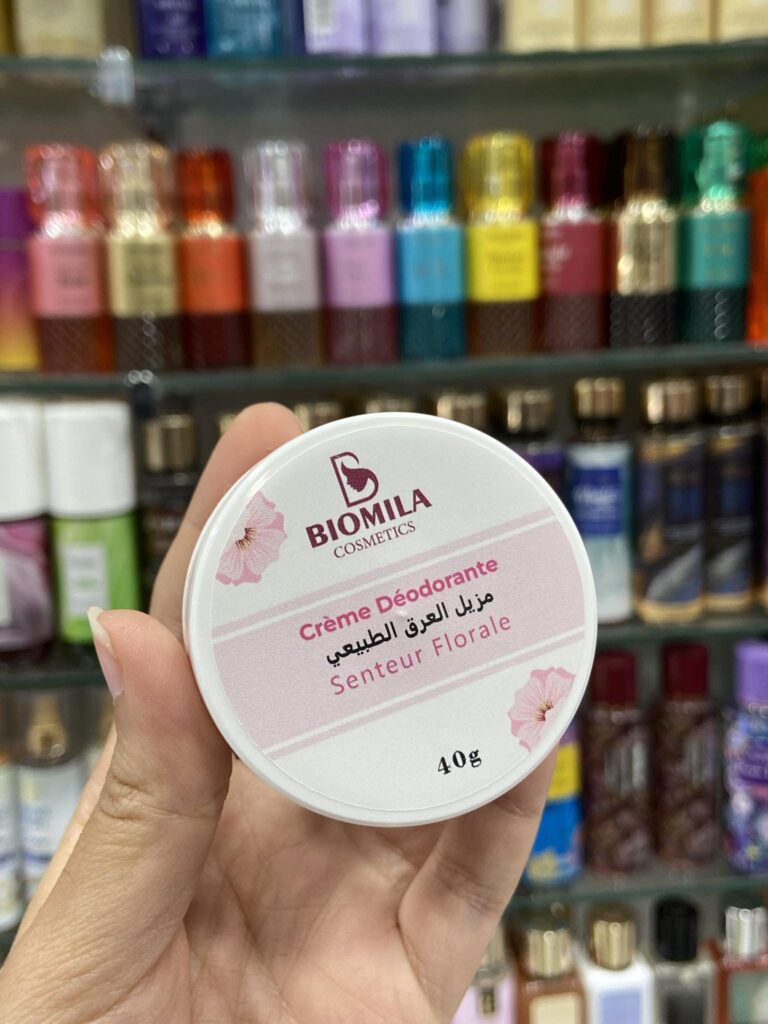 BIOMILA
COSMETICS
Crème Déodorante
مزيل العرق الطبيعي
Senteur Florale
40g